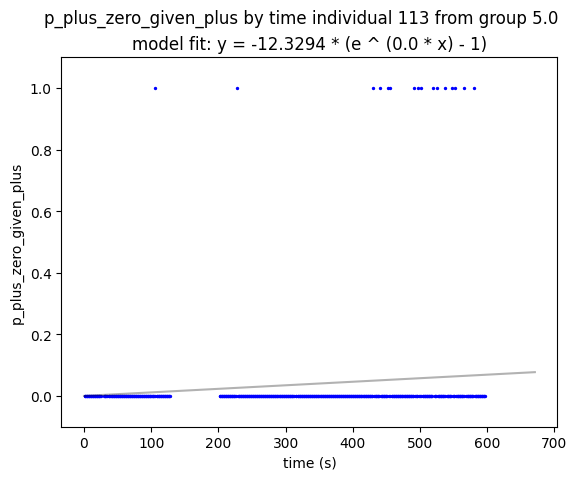 p_plus_zero_given_plus by time individual 113 from group 5.0
model fit: y = -12.3294 * (e ^ (0.0 * x) - 1)
1.0
0.8
0.6
0.4
0.2
0.0
p_plus_zero_given_plus
0 100 200 300 400 500 600 700
time (s)